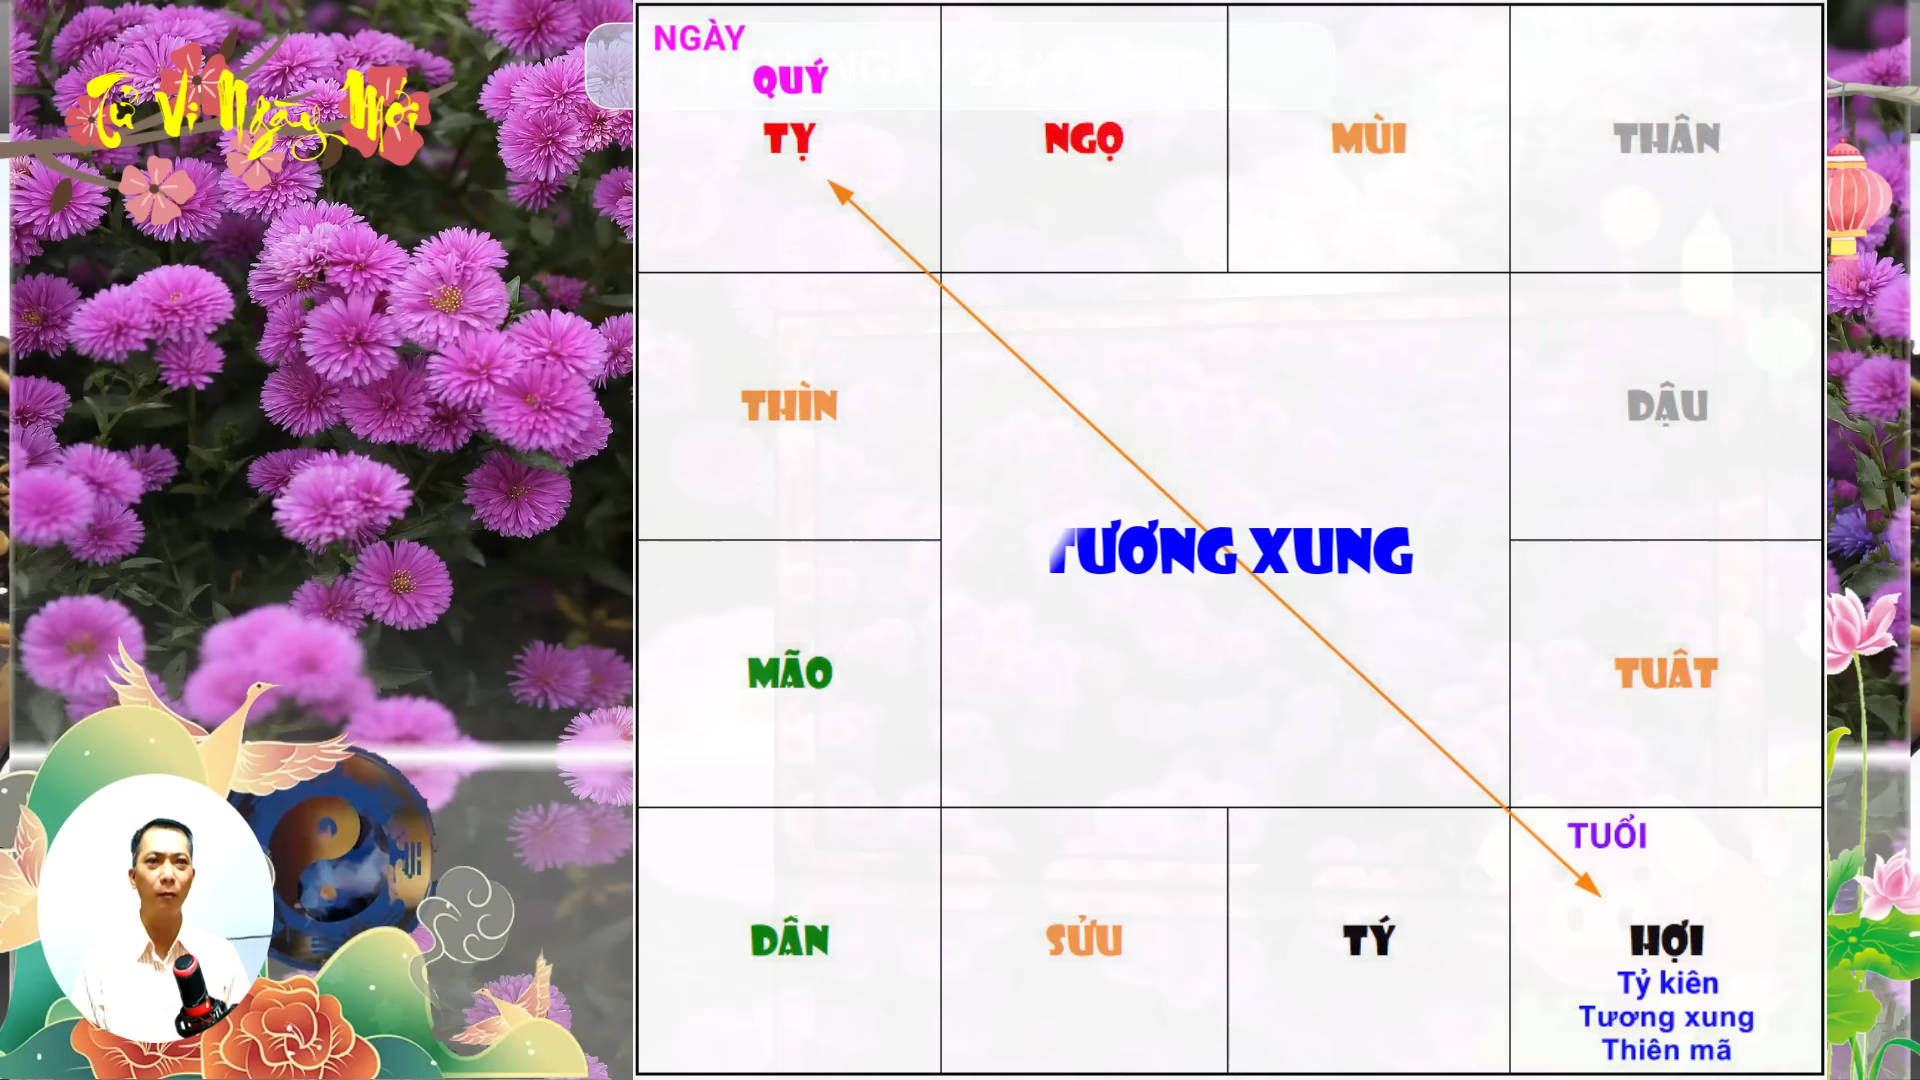 Tử Vi Ngày Mới
NGÀY
QUÝ
TỴ
NGỌ
MÙI
THÂN
THÌN
DẬU
TƯƠNG XUNG
MÃO
TUẤT
TUỔI
DẦN
SỬU
TÝ
HỢI
Tỷ kiên
Tương xung
Thiên mã